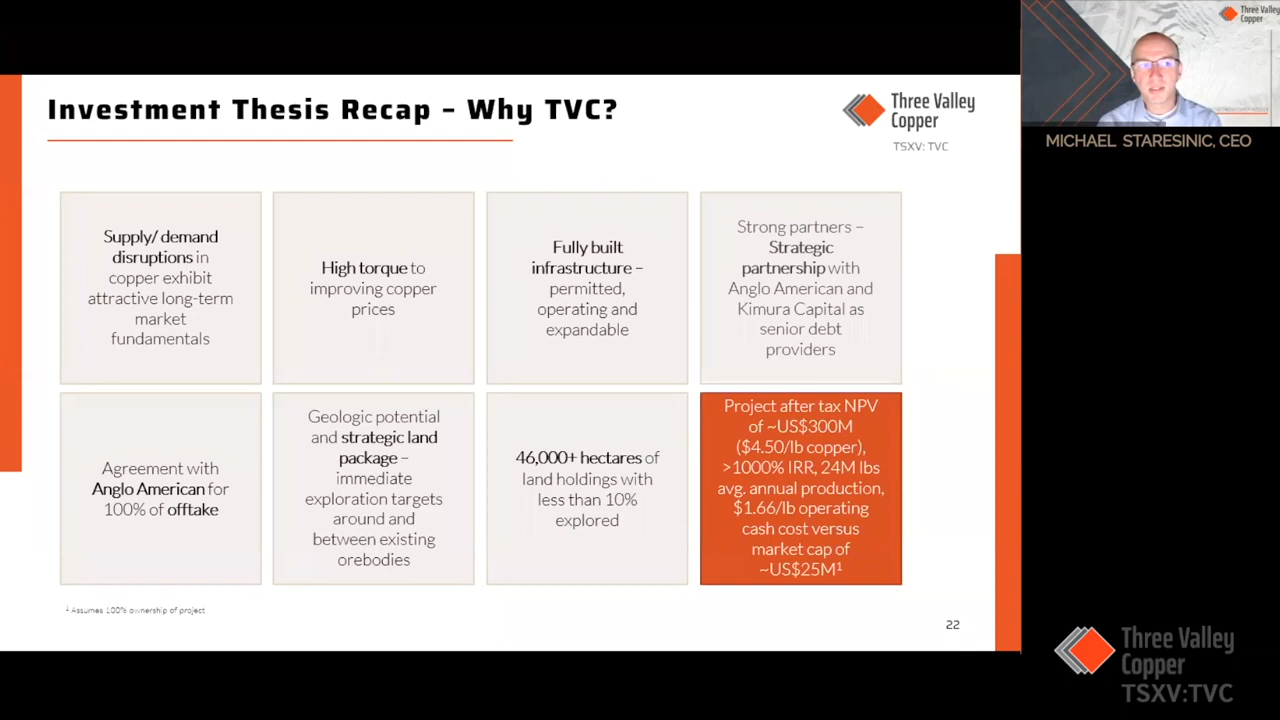 Investment Thesis Recap – Why TVC?
Three Valley
Copper
TSXV: TVC
Supply/ demand
disruptions in
copper exhibit
attractive long-term
market
fundamentals
High torque to
improving copper
prices
Fully built
infrastructure –
permitted,
operating and
expandable
Strong partners –
Strategic
partnership with
Anglo American and
Kimura Capital as
senior debt
providers
Agreement with
Anglo American for
100% of offtake
Geologic potential
and strategic land
package –
immediate
exploration targets
around and
between existing
orebodies
46,000+ hectares of
land holdings with
less than 10%
explored
Project after tax NPV
of ~US$300M
($4.50/lb copper),
>1000% IRR, 24M lbs
avg. annual production,
$1.66/lb operating
cash cost versus
market cap of
~US$25M¹
¹ Assumes 100% ownership of project
22
Three Valley
Copper
MICHAEL STARESINIC, CEO
Three Valley
Copper
TSXV:TVC